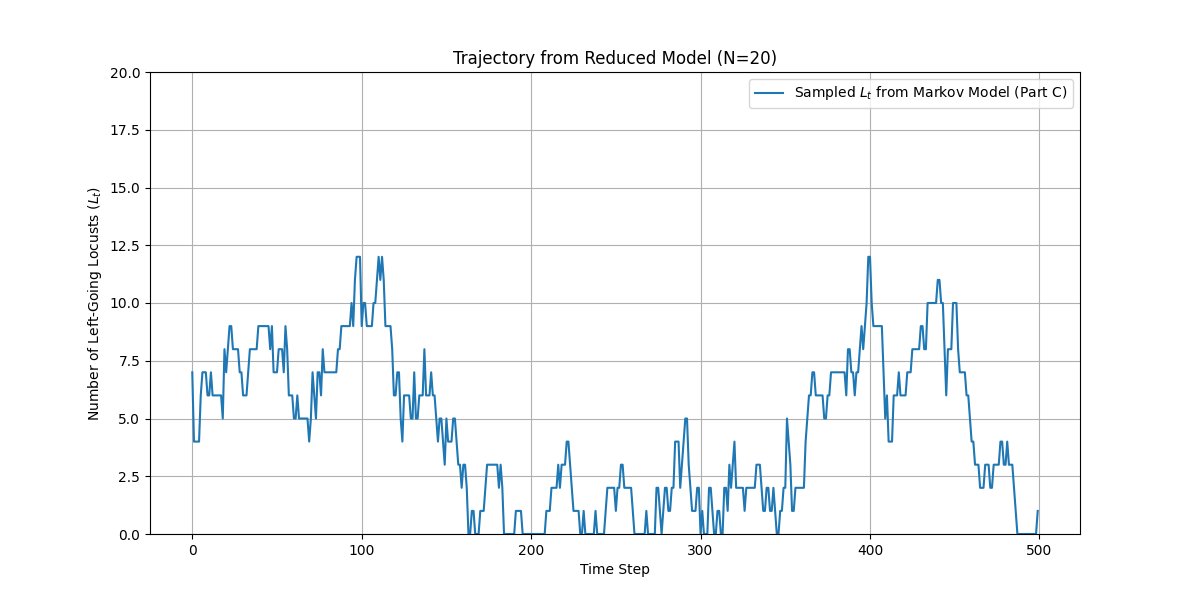 Trajectory from Reduced Model (N=20)
Sampled L_t from Markov Model (Part C)
Number of Left-Going Locusts (L_t)
20.0
17.5
15.0
12.5
10.0
7.5
5.0
2.5
0.0
0 100 200 300 400 500
Time Step